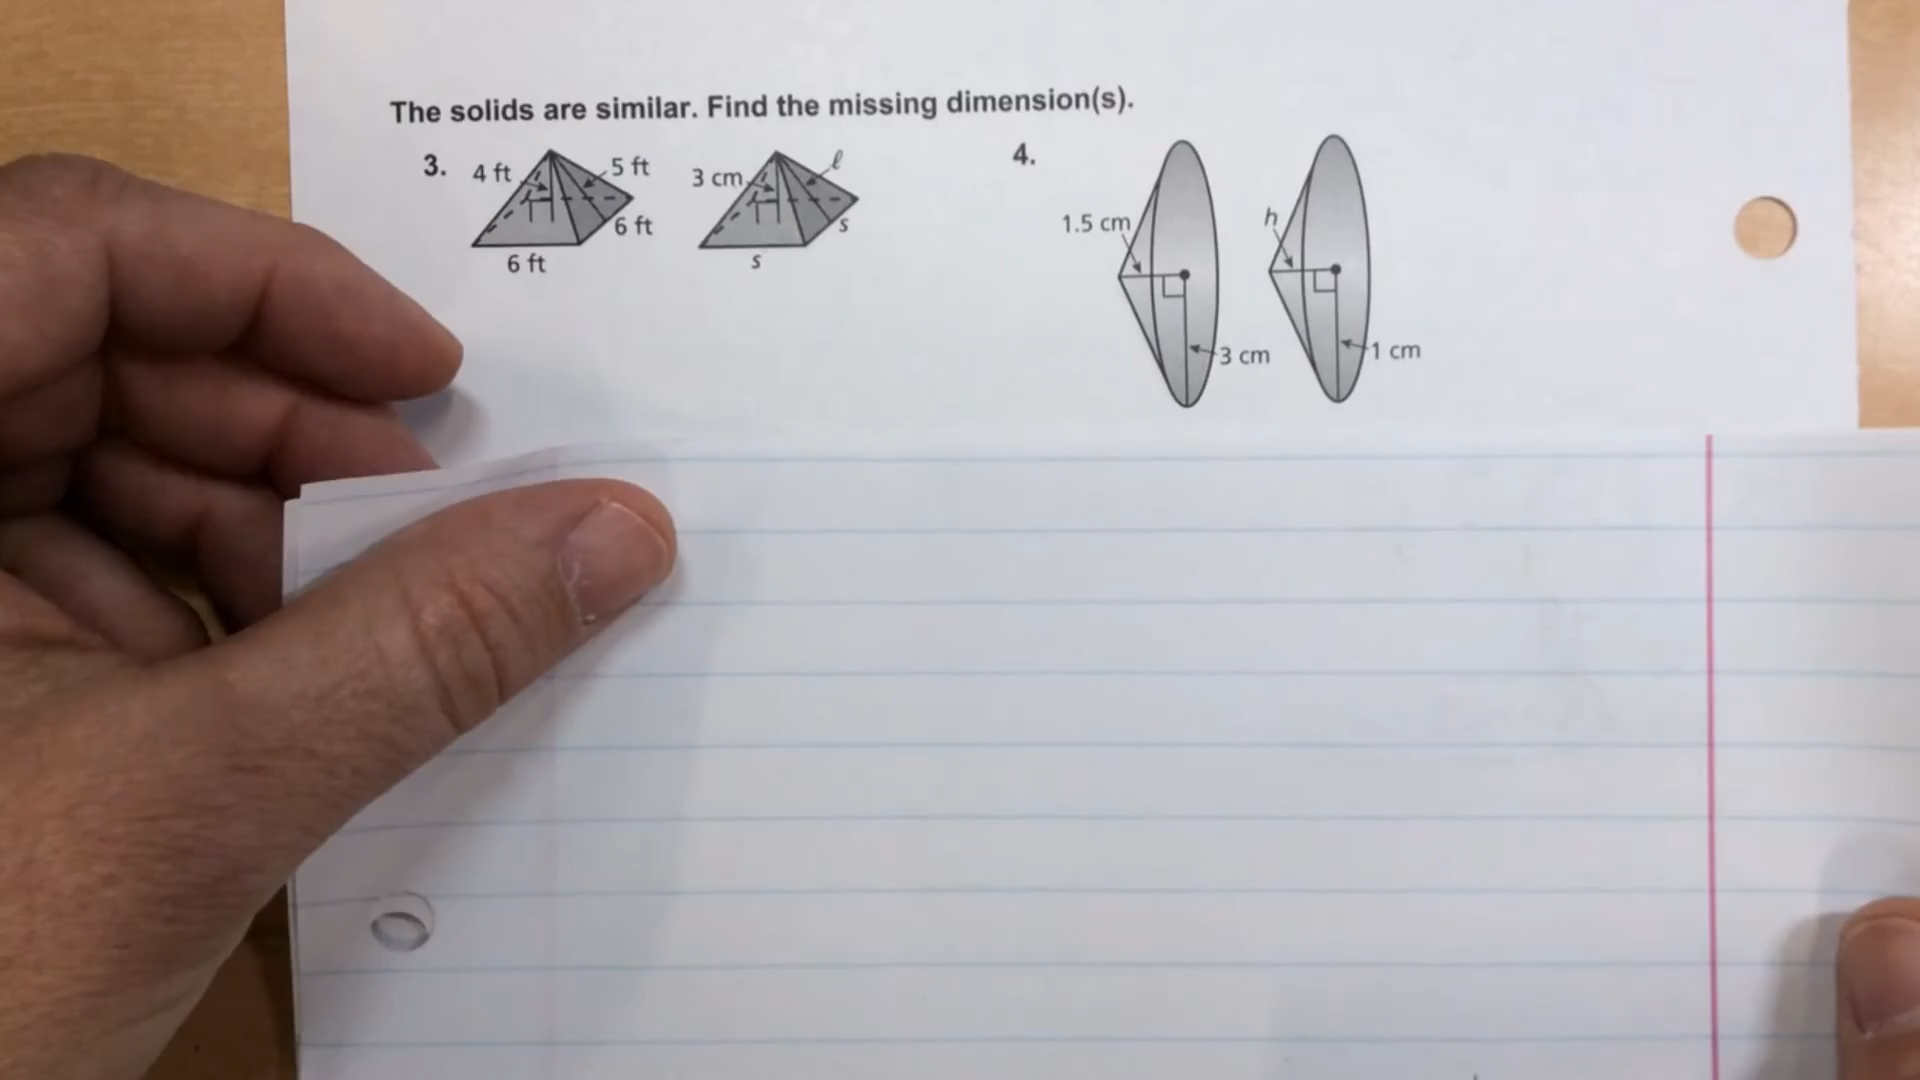 The solids are similar. Find the missing dimension(s).
3. 4 ft 5 ft 6 ft 6 ft
3 cm ℓ s s
4. 1.5 cm 3 cm
h 1 cm